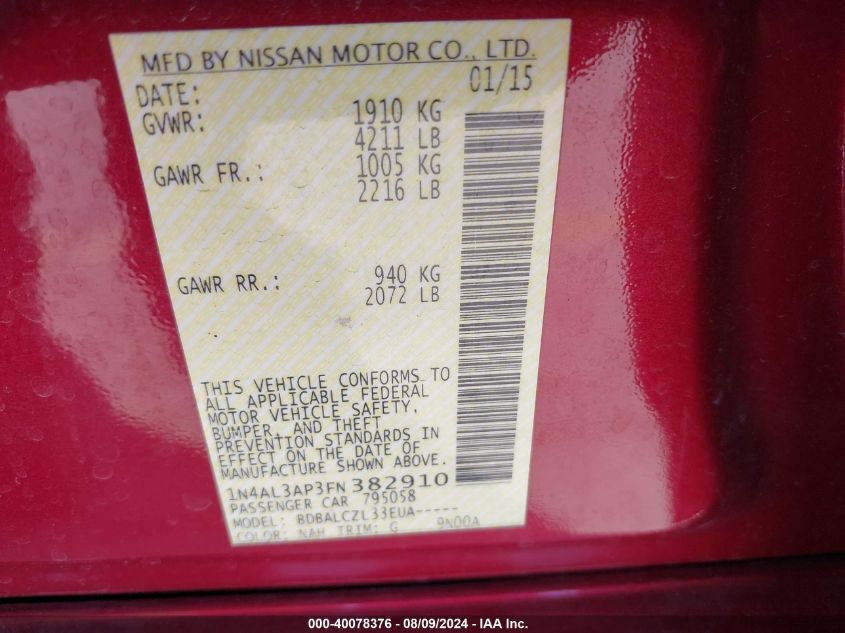 MFD BY NISSAN MOTOR CO., LTD.
DATE: 01/15
GVWR: 1910 KG
4211 LB
GAWR FR.: 1005 KG
2216 LB
GAWR RR.: 940 KG
2072 LB
THIS VEHICLE CONFORMS TO
ALL APPLICABLE FEDERAL
MOTOR VEHICLE SAFETY,
BUMPER, AND THEFT
PREVENTION STANDARDS IN
EFFECT ON THE DATE OF
MANUFACTURE SHOWN ABOVE.
1N4AL3AP3FN382910
PASSENGER CAR 795058
MODEL: BDBALCZL33EUA-----
COLOR: NAH TRIM: G 9N00A
000-40078376 - 08/09/2024 - IAA Inc.